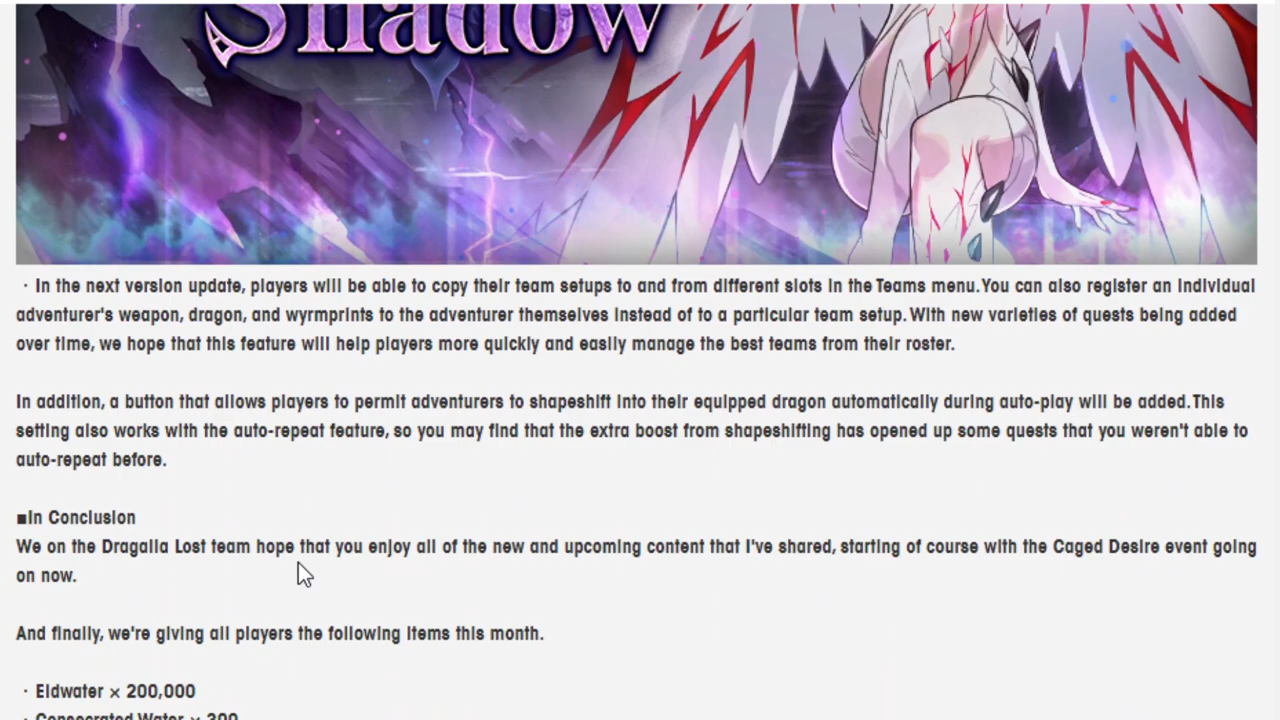 Shadow
· In the next version update, players will be able to copy their team setups to and from different slots in the Teams menu. You can also register an individual
adventurer's weapon, dragon, and wyrmprints to the adventurer themselves instead of to a particular team setup. With new varieties of quests being added
over time, we hope that this feature will help players more quickly and easily manage the best teams from their roster.
In addition, a button that allows players to permit adventurers to shapeshift into their equipped dragon automatically during auto-play will be added. This
setting also works with the auto-repeat feature, so you may find that the extra boost from shapeshifting has opened up some quests that you weren't able to
auto-repeat before.
■In Conclusion
We on the Dragalia Lost team hope that you enjoy all of the new and upcoming content that I've shared, starting of course with the Caged Desire event going
on now.
And finally, we're giving all players the following items this month.
· Eldwater × 200,000
· Consecrated Water × 300